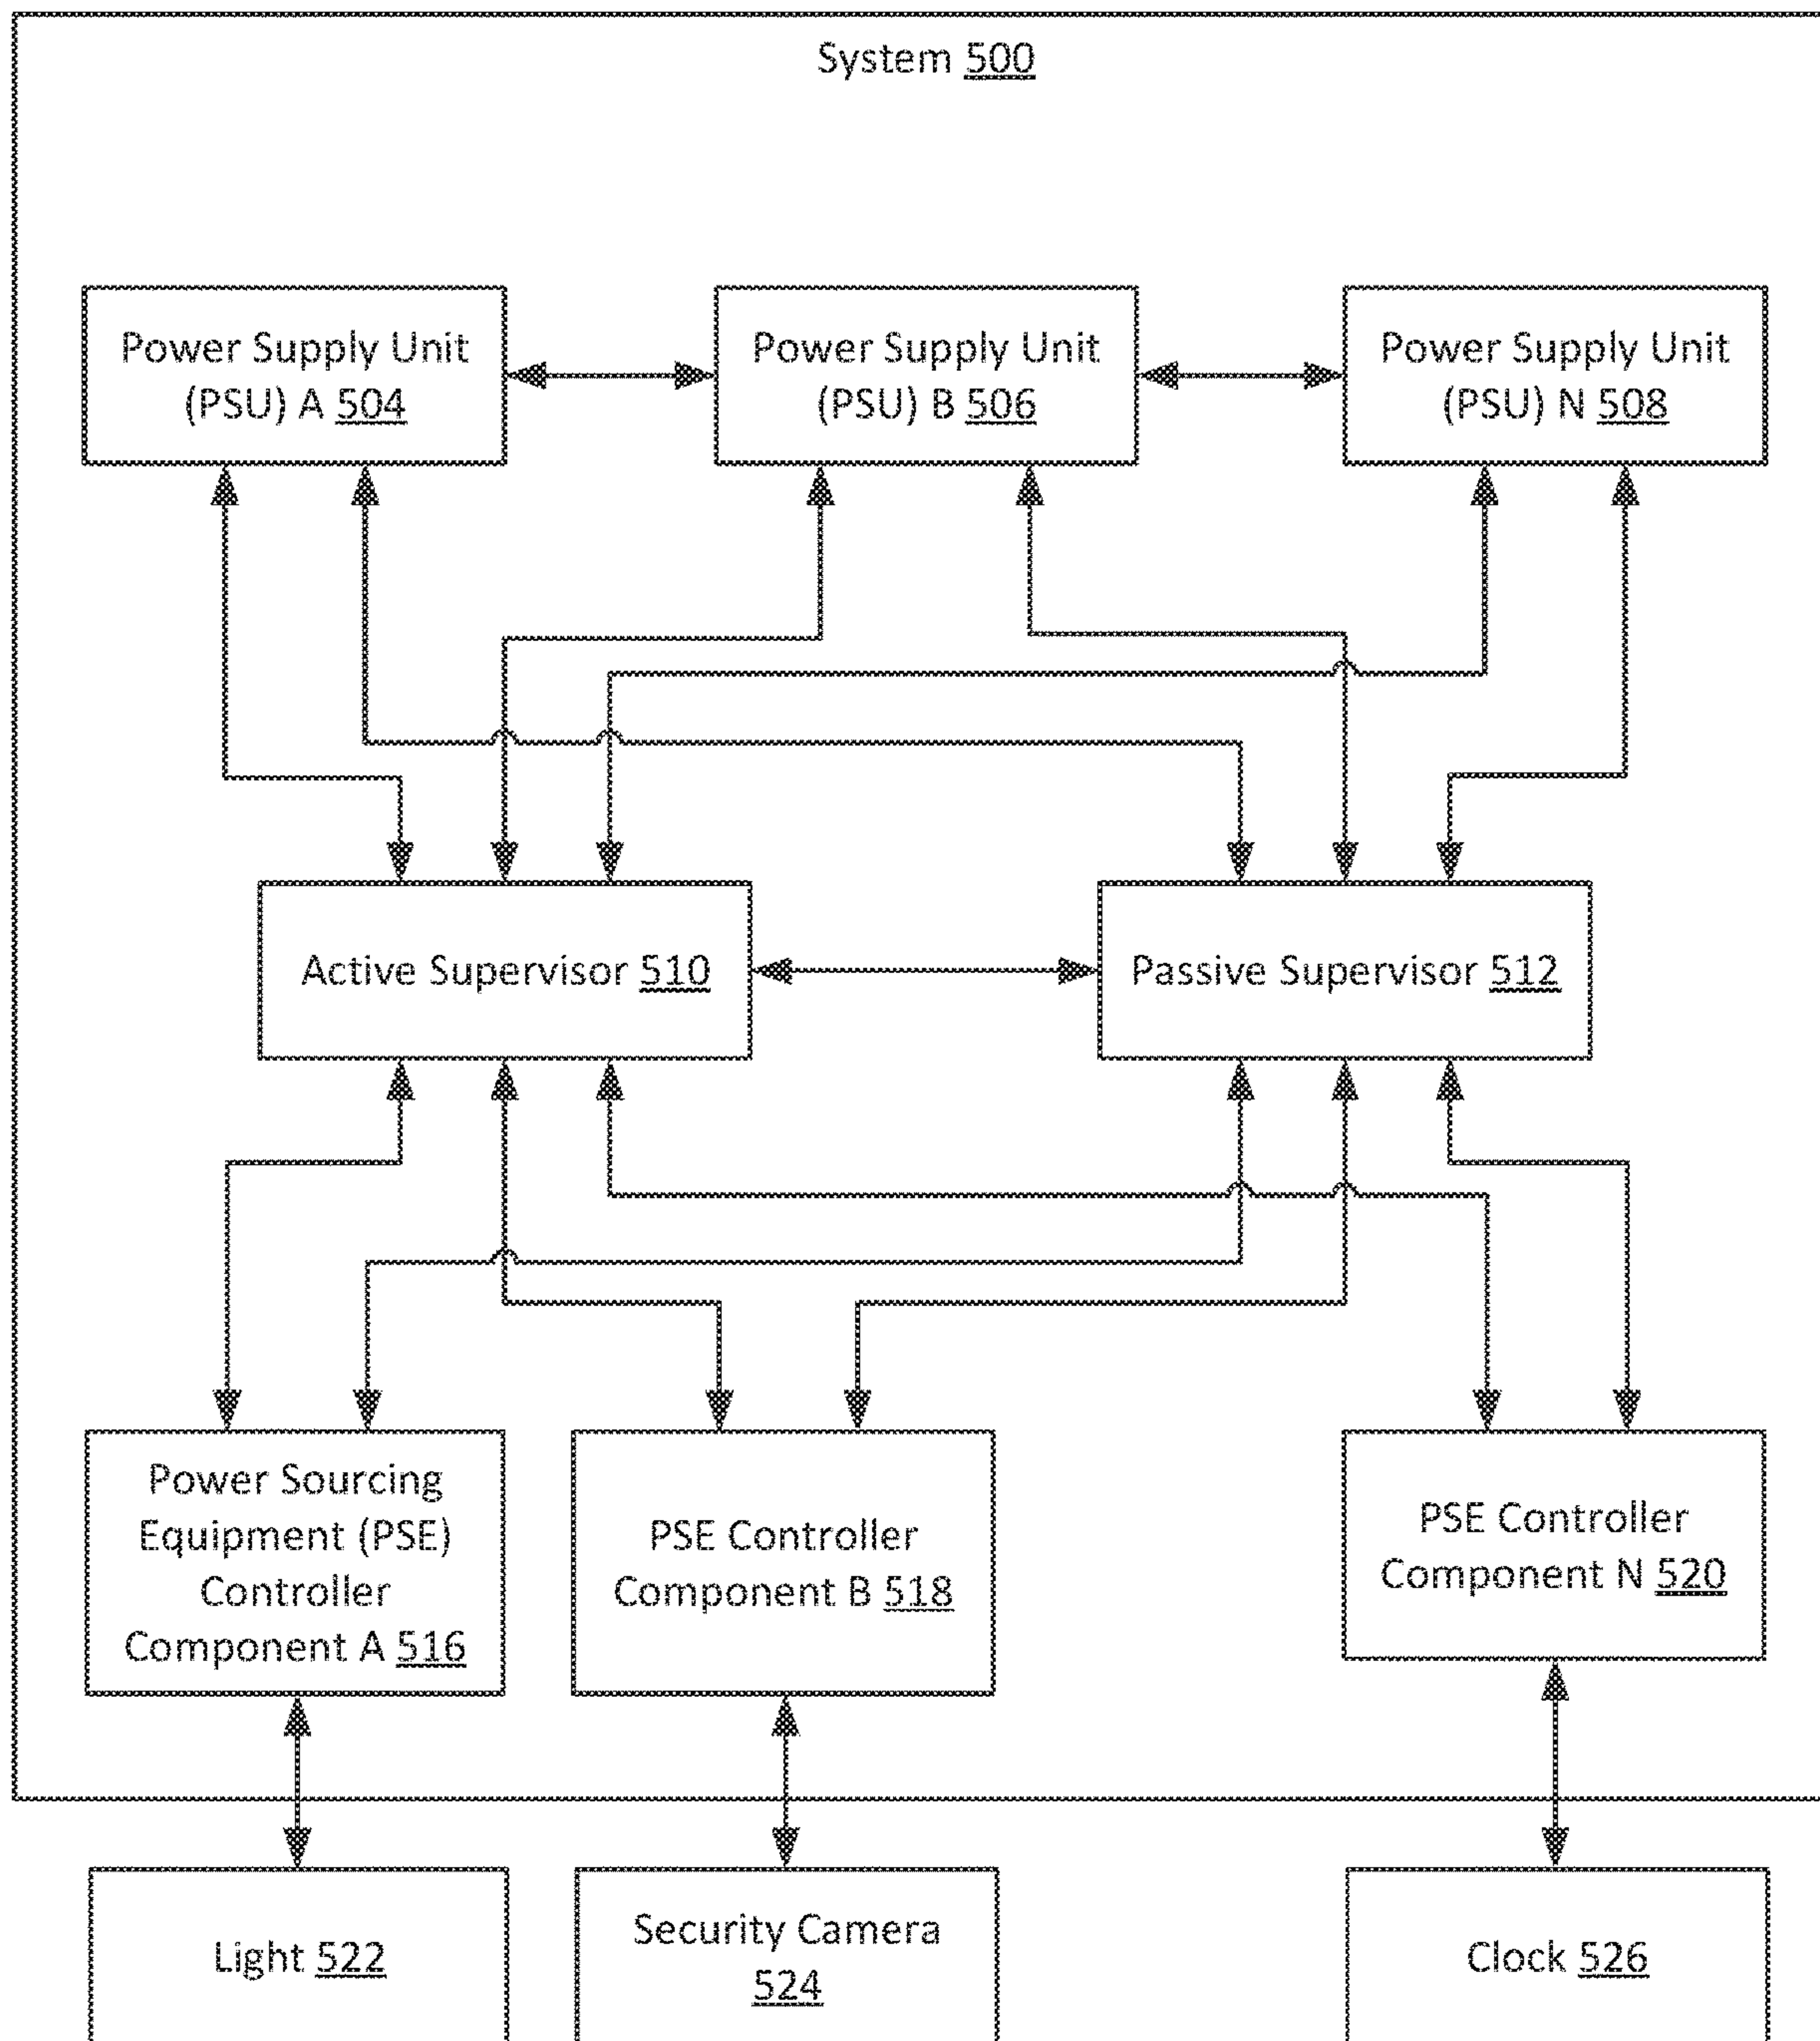 System 500
Power Supply Unit
(PSU) A 504
Power Supply Unit
(PSU) B 506
Power Supply Unit
(PSU) N 508
Active Supervisor 510
Passive Supervisor 512
Power Sourcing
Equipment (PSE)
Controller
Component A 516
PSE Controller
Component B 518
PSE Controller
Component N 520
Light 522
Security Camera
524
Clock 526